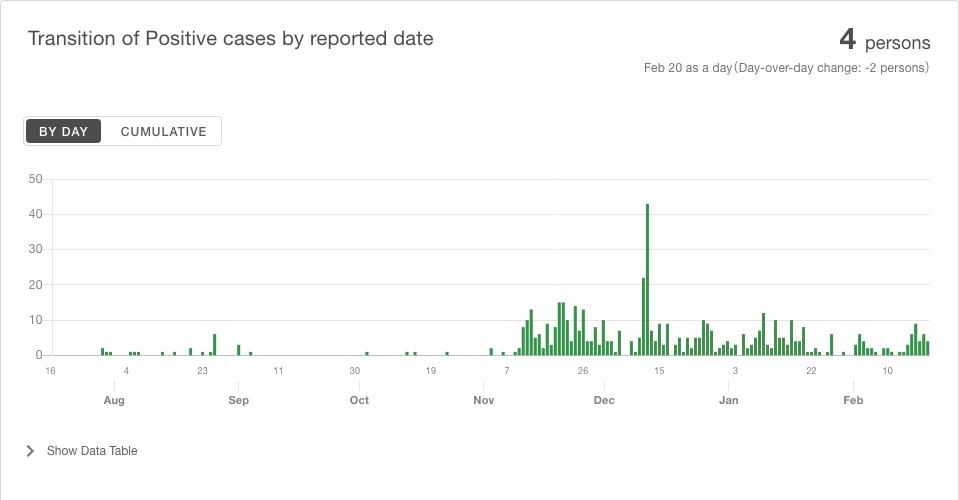 Transition of Positive cases by reported date
4 persons
Feb 20 as a day(Day-over-day change: -2 persons)
BY DAY
CUMULATIVE
50
40
30
20
10
0
16 4 23 11 30 19 7 26 15 3 22 10
Aug Sep Oct Nov Dec Jan Feb
Show Data Table